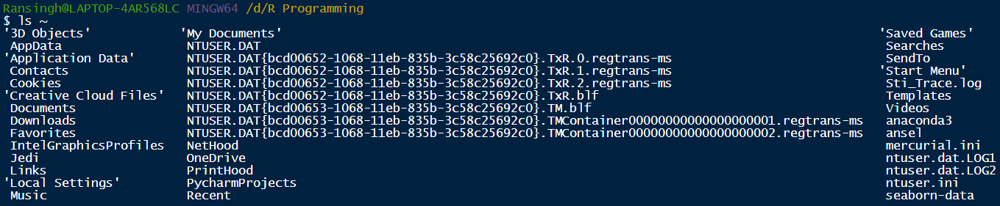 Ransingh@LAPTOP-4AR568LC MINGW64 /d/R Programming
$ ls ~
'3D Objects' 'My Documents' 'Saved Games'
AppData NTUSER.DAT Searches
'Application Data' NTUSER.DAT{bcd00652-1068-11eb-835b-3c58c25692c0}.TxR.0.regtrans-ms SendTo
Contacts NTUSER.DAT{bcd00652-1068-11eb-835b-3c58c25692c0}.TxR.1.regtrans-ms 'Start Menu'
Cookies NTUSER.DAT{bcd00652-1068-11eb-835b-3c58c25692c0}.TxR.2.regtrans-ms Sti_Trace.log
'Creative Cloud Files' NTUSER.DAT{bcd00652-1068-11eb-835b-3c58c25692c0}.TxR.blf Templates
Documents NTUSER.DAT{bcd00653-1068-11eb-835b-3c58c25692c0}.TM.blf Videos
Downloads NTUSER.DAT{bcd00653-1068-11eb-835b-3c58c25692c0}.TMContainer00000000000000000001.regtrans-ms anaconda3
Favorites NTUSER.DAT{bcd00653-1068-11eb-835b-3c58c25692c0}.TMContainer00000000000000000002.regtrans-ms ansel
IntelGraphicsProfiles NetHood mercurial.ini
Jedi OneDrive ntuser.dat.LOG1
Links PrintHood ntuser.dat.LOG2
'Local Settings' PycharmProjects ntuser.ini
Music Recent seaborn-data